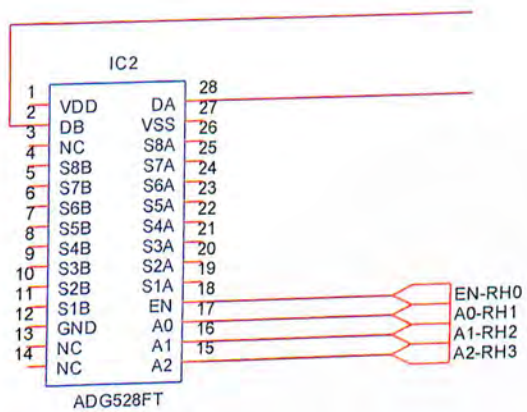 IC2
1 VDD DA 28
2 DB VSS 27
3 NC S8A 26
4 S8B S7A 25
5 S7B S6A 24
6 S6B S5A 23
7 S5B S4A 22
8 S4B S3A 21
9 S3B S2A 20
10 S2B S1A 19
11 S1B EN 18
12 GND A0 17
13 NC A1 16
14 NC A2 15
EN-RH0
A0-RH1
A1-RH2
A2-RH3
ADG528FT